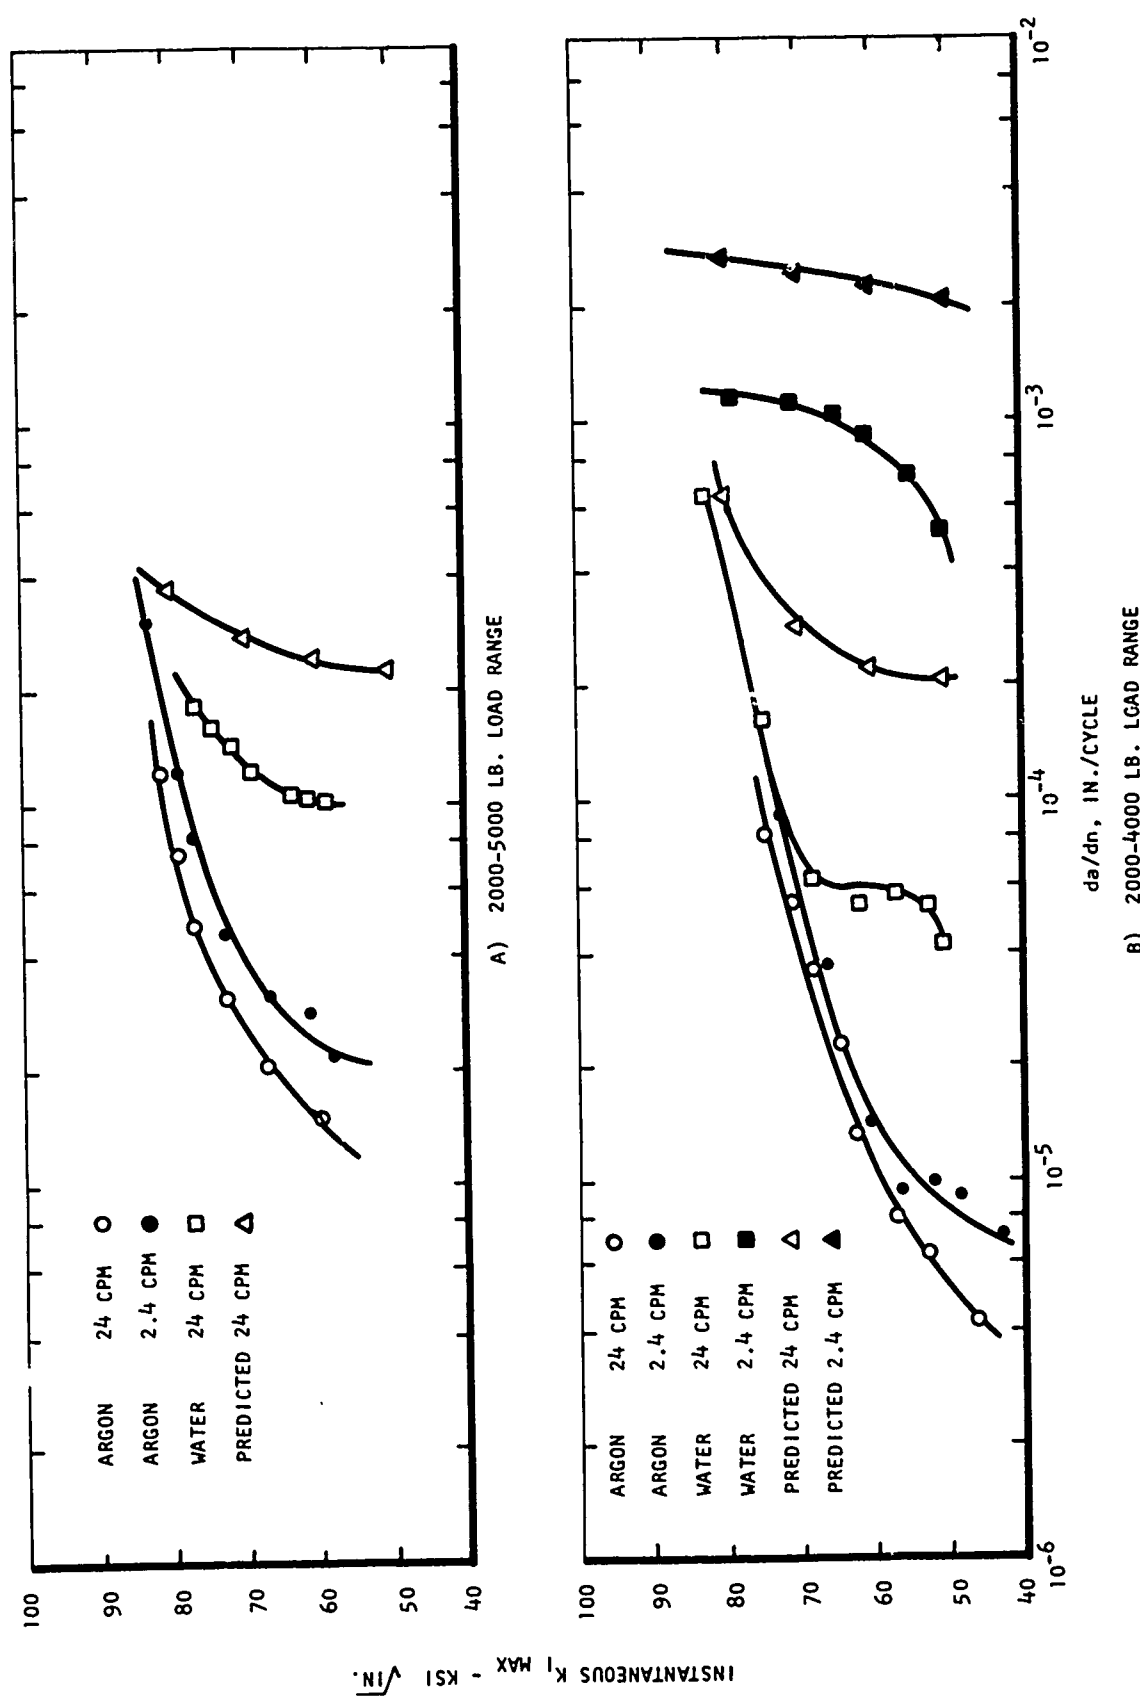 INSTANTANEOUS K I MAX - KSI √IN.
100
90
80
70
60
50
40
ARGON 24 CPM
ARGON 2.4 CPM
WATER 24 CPM
PREDICTED 24 CPM
A) 2000-5000 LB. LOAD RANGE
100
90
80
70
60
50
40
ARGON 24 CPM
ARGON 2.4 CPM
WATER 24 CPM
WATER 2.4 CPM
PREDICTED 24 CPM
PREDICTED 2.4 CPM
10-6
10-5
10-4
10-3
10-2
da/dn, IN./CYCLE
B) 2000-4000 LB. LOAD RANGE